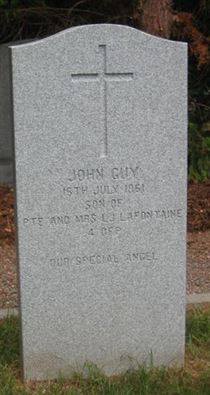 JOHN GUY
15TH JULY 1961
SON OF
PTE AND MRS L.J. LAFONTAINE
4 DEP
OUR SPECIAL ANGEL